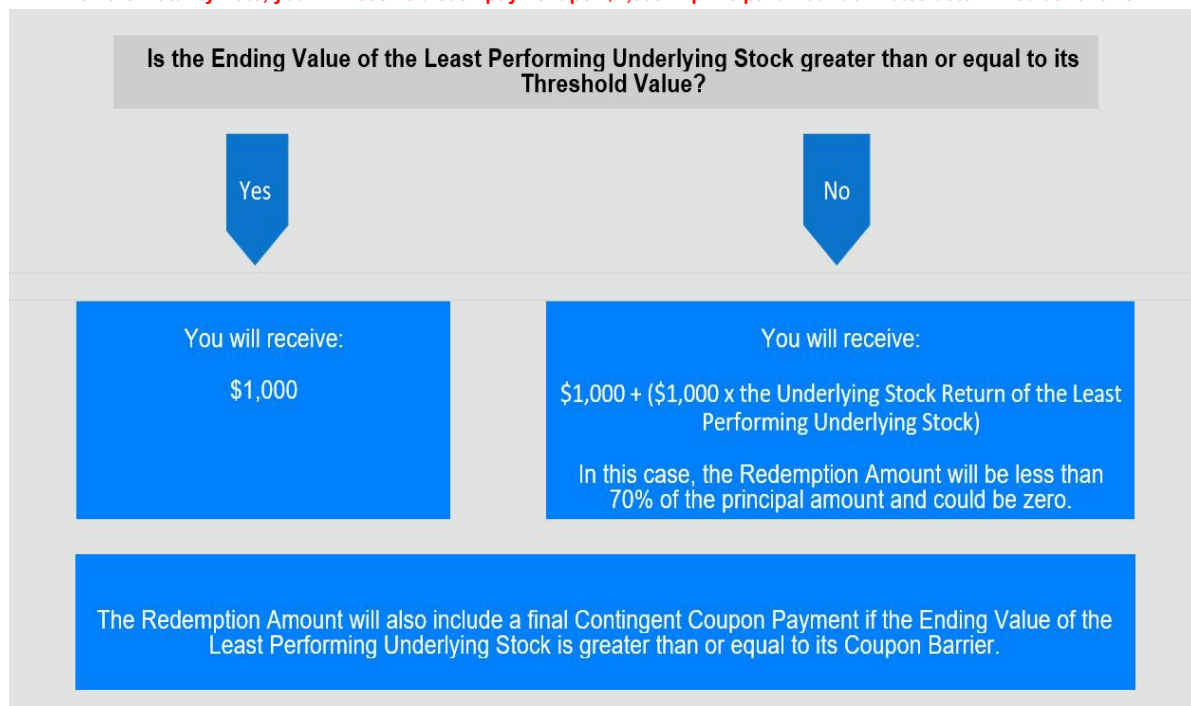 Is the Ending Value of the Least Performing Underlying Stock greater than or equal to its
Threshold Value?
Yes
No
You will receive:
$1,000
You will receive:
$1,000 + ($1,000 x the Underlying Stock Return of the Least
Performing Underlying Stock)
In this case, the Redemption Amount will be less than
70% of the principal amount and could be zero.
The Redemption Amount will also include a final Contingent Coupon Payment if the Ending Value of the
Least Performing Underlying Stock is greater than or equal to its Coupon Barrier.